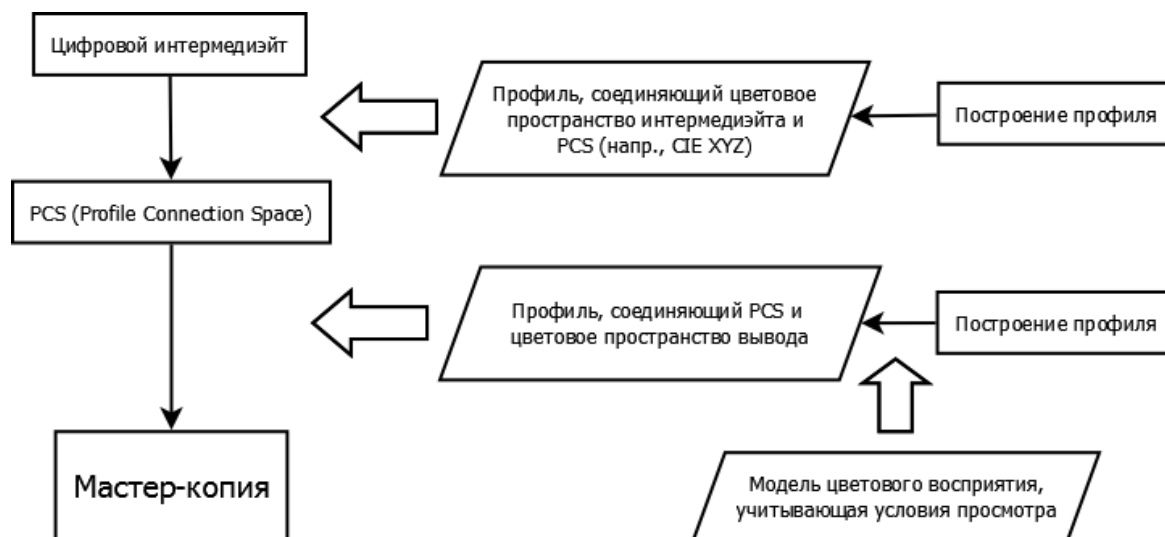 Цифровой интермедиэйт
Профиль, соединяющий цветовое
пространство интермедиэйта и
PCS (напр., CIE XYZ)
Построение профиля
PCS (Profile Connection Space)
Профиль, соединяющий PCS и
цветовое пространство вывода
Построение профиля
Мастер-копия
Модель цветового восприятия,
учитывающая условия просмотра